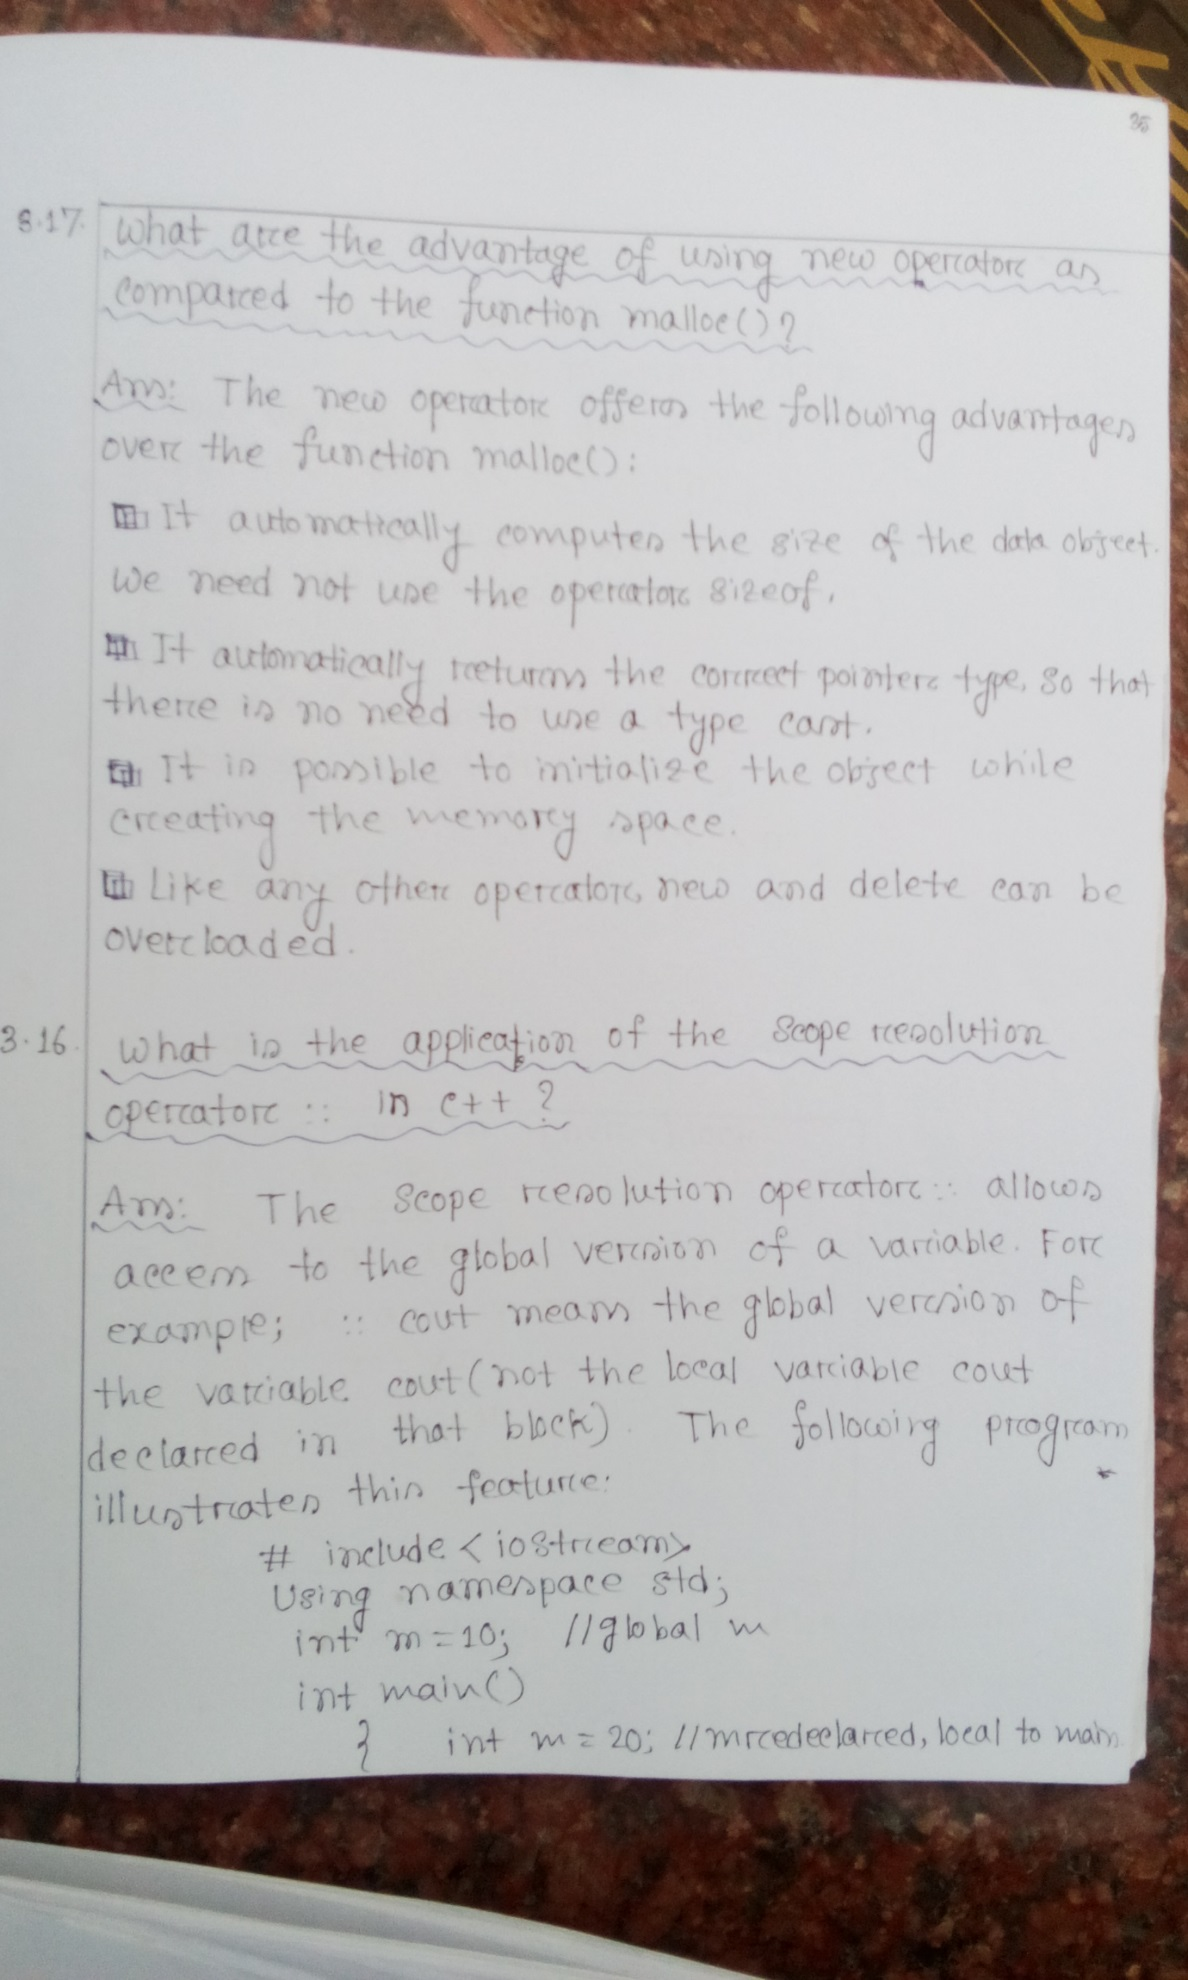 35
3.17. What are the advantage of using new operator as
compared to the function malloc()?
Ans: The new operator offers the following advantages
over the function malloc():
It automatically computes the size of the data object.
We need not use the operator sizeof.
It automatically returns the correct pointer type, so that
there is no need to use a type cast.
It is possible to initialize the object while
creating the memory space.
Like any other operator, new and delete can be
overloaded.
3.16. What is the application of the Scope resolution
operator :: in c++ ?
Ans: The Scope resolution operator :: allows
access to the global version of a variable. For
example; :: cout means the global version of
the variable cout (not the local variable cout
declared in that block). The following program
illustrates this feature:
# include <iostream>
Using namespace std;
int m = 10; //global m
int main()
{ int m = 20; //m redeclared, local to main